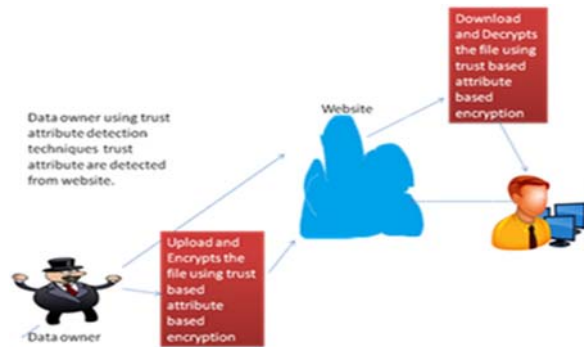 Download
and Decrypts
the file using
trust based
attribute
based
encryption
Website
Data owner using trust
attribute detection
techniques trust
attribute are detected
from website.
Upload and
Encrypts the
file using trust
based
attribute
based
encryption
Data owner